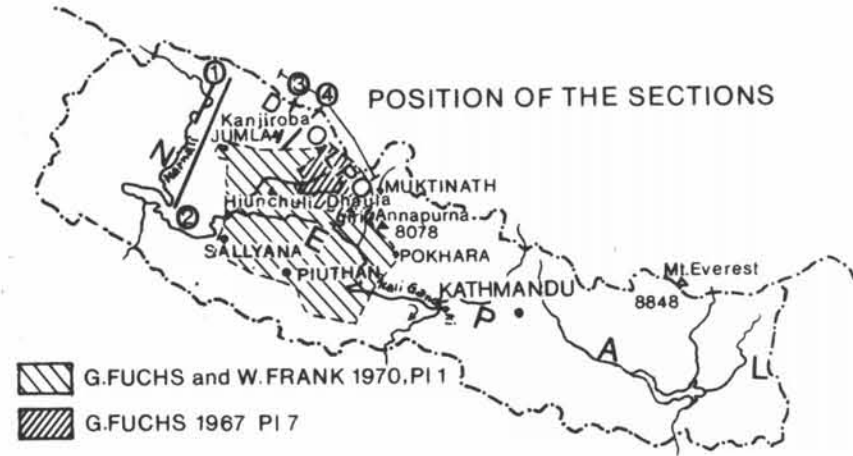 POSITION OF THE SECTIONS
①
③
④
D
Kanjiroba
JUMLA
N
Karnali
MUKTINATH
Hiunchuli
Dhaula
Annapurna
8078
②
E
SALLYANA
POKHARA
PIUTHAN
Mt.Everest
8848
KATHMANDU
P
A
L
G.FUCHS and W.FRANK 1970,Pl 1
G.FUCHS 1967 Pl 7